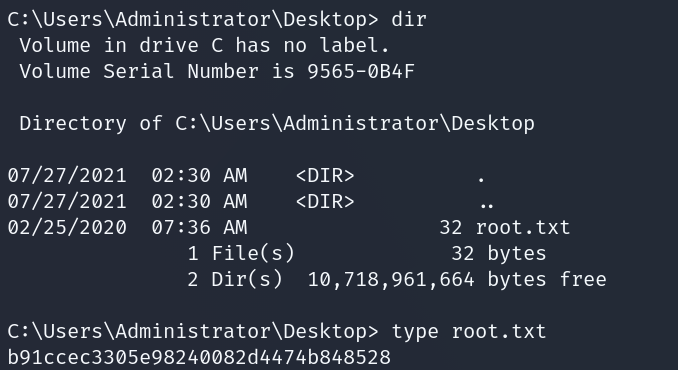 C:\Users\Administrator\Desktop> dir
 Volume in drive C has no label.
 Volume Serial Number is 9565-0B4F

 Directory of C:\Users\Administrator\Desktop

07/27/2021  02:30 AM    <DIR>          .
07/27/2021  02:30 AM    <DIR>          ..
02/25/2020  07:36 AM                32 root.txt
               1 File(s)             32 bytes
               2 Dir(s)  10,718,961,664 bytes free

C:\Users\Administrator\Desktop> type root.txt
b91ccec3305e98240082d4474b848528